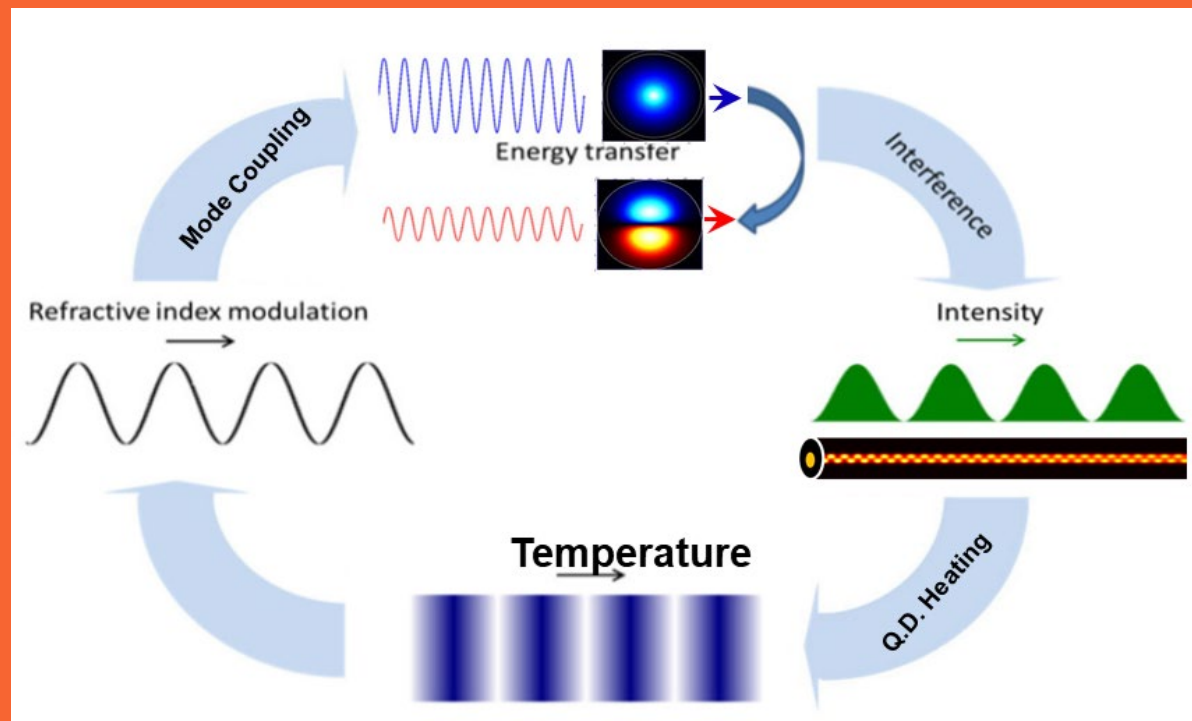 Mode Coupling
Energy transfer
Interference
Refractive index modulation
Intensity
Temperature
Q.D. Heating